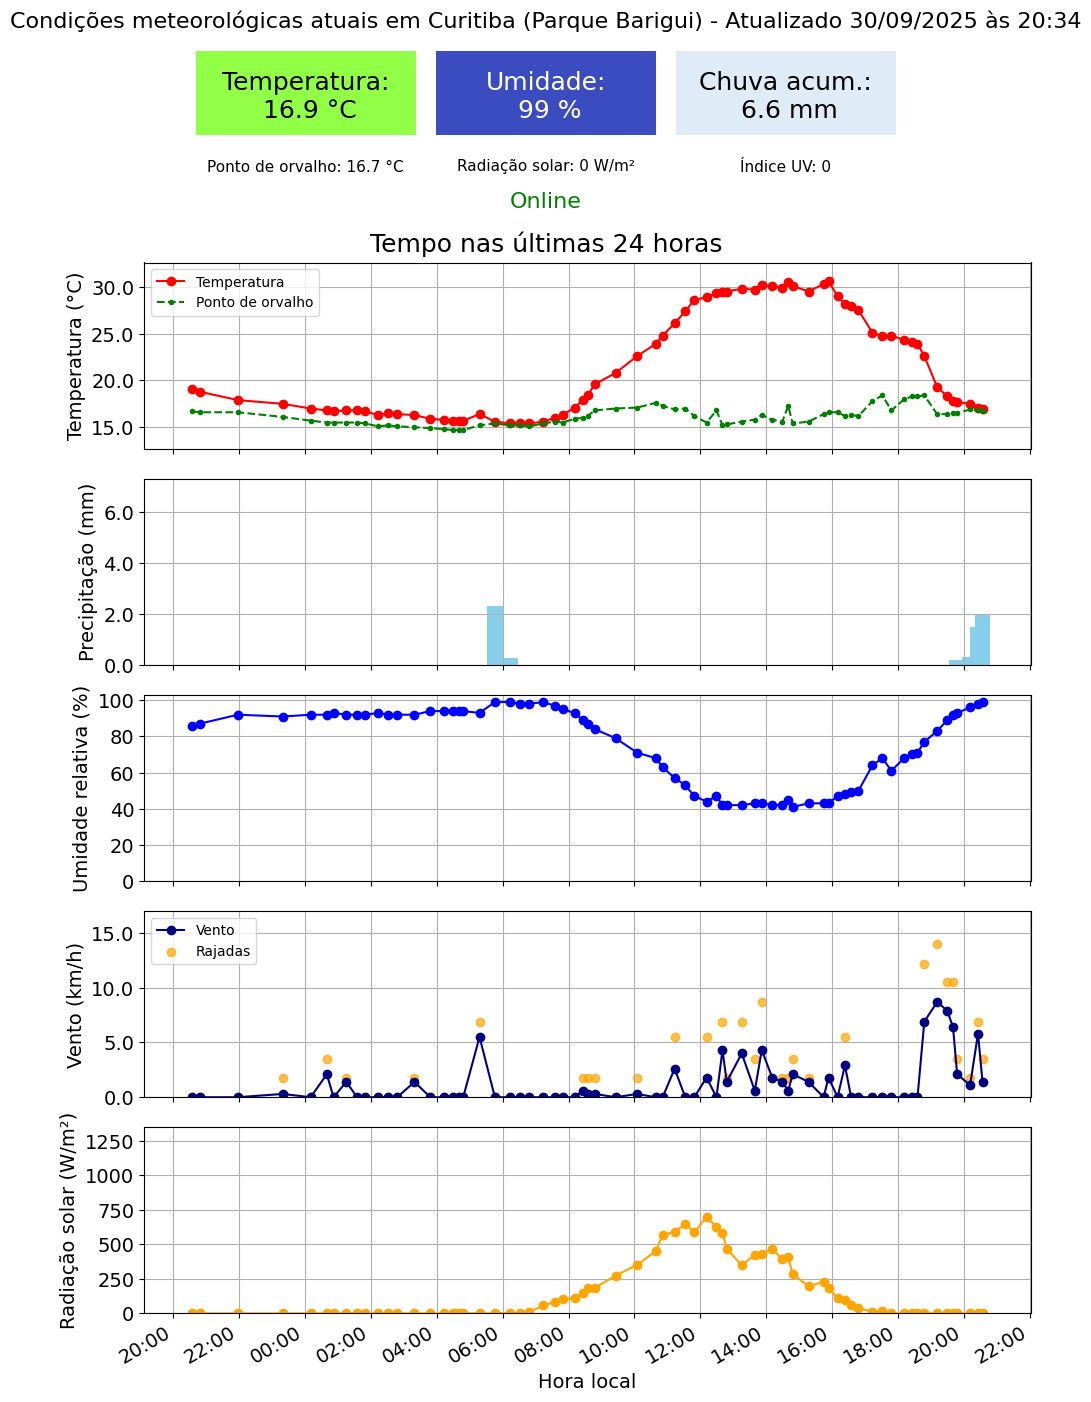 Condições meteorológicas atuais em Curitiba (Parque Barigui) - Atualizado 30/09/2025 às 20:34
Temperatura:
16.9 °C
Umidade:
99 %
Chuva acum.:
6.6 mm
Ponto de orvalho: 16.7 °C
Radiação solar: 0 W/m²
Índice UV: 0
Online
Tempo nas últimas 24 horas
Temperatura (°C)
30.0
25.0
20.0
15.0
Temperatura
Ponto de orvalho
Precipitação (mm)
6.0
4.0
2.0
0.0
Umidade relativa (%)
100
80
60
40
20
0
Vento (km/h)
15.0
10.0
5.0
0.0
Vento
Rajadas
Radiação solar (W/m²)
1250
1000
750
500
250
0
20:00
22:00
00:00
02:00
04:00
06:00
08:00
10:00
12:00
14:00
16:00
18:00
20:00
22:00
Hora local